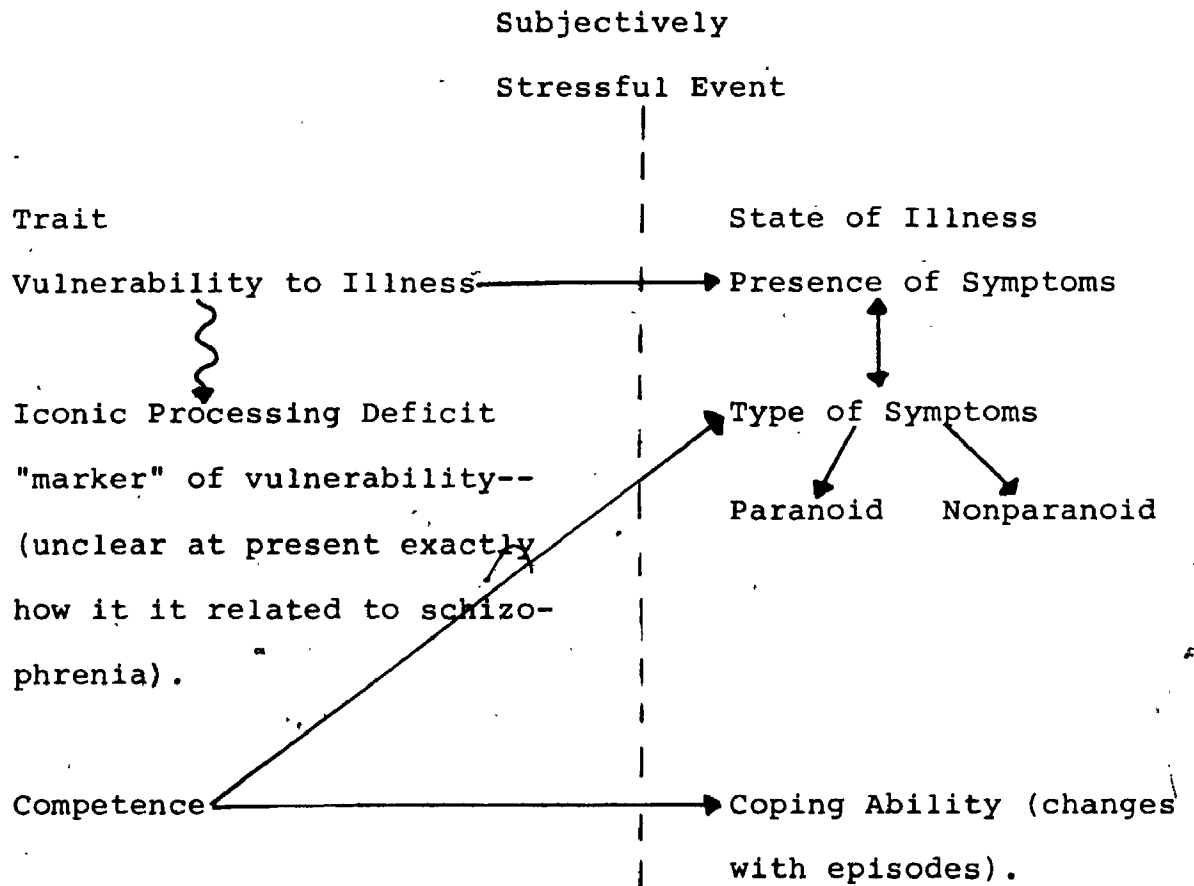 Subjectively
Stressful Event
Trait
Vulnerability to Illness
Iconic Processing Deficit
"marker" of vulnerability--
(unclear at present exactly
how it it related to schizo-
phrenia).
Competence
State of Illness
Presence of Symptoms
Type of Symptoms
Paranoid Nonparanoid
Coping Ability (changes
with episodes).